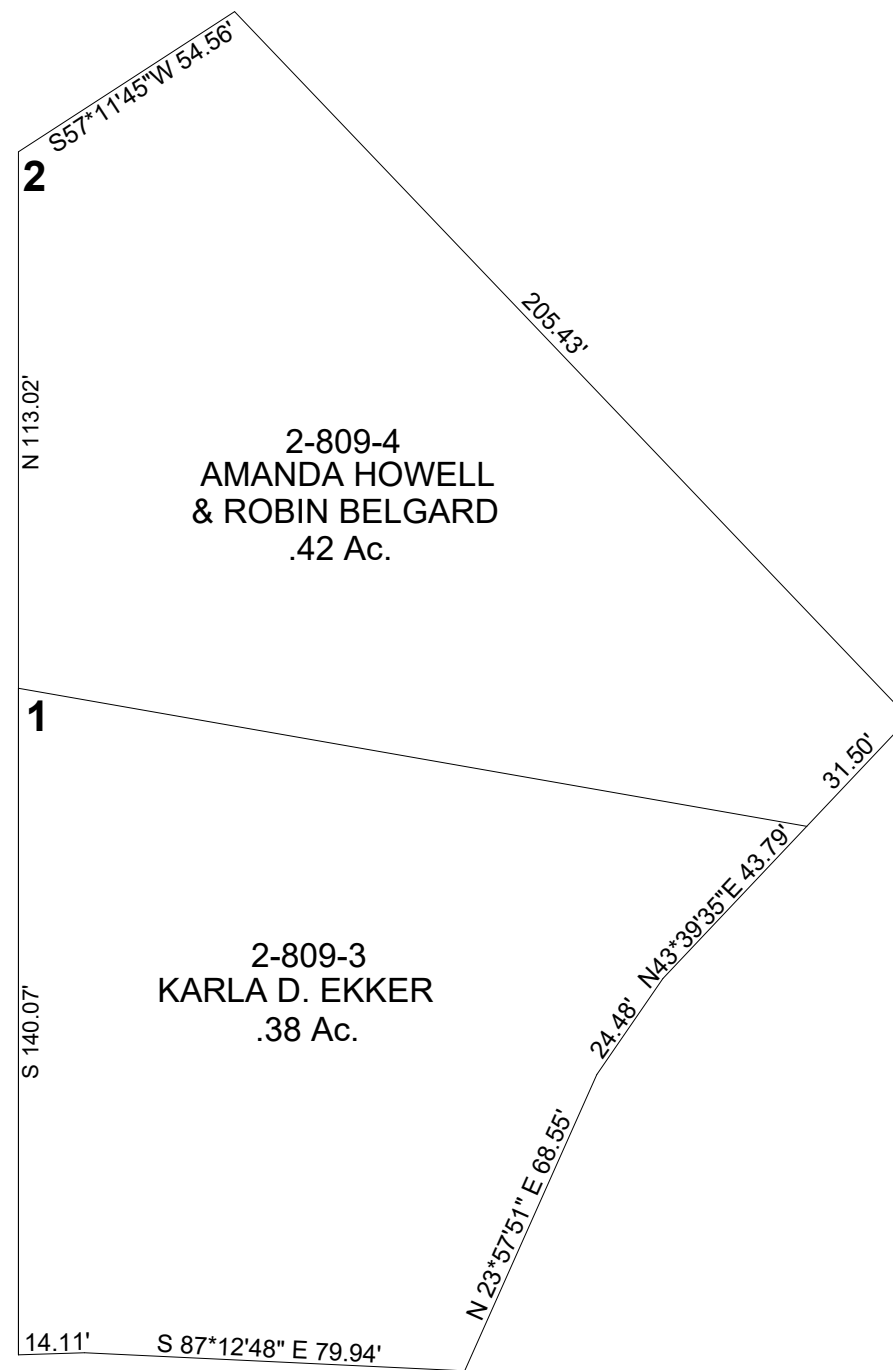 S57*11'45"W 54.56'
2
205.43'
N 113.02'
2-809-4
AMANDA HOWELL
& ROBIN BELGARD
.42 Ac.
1
31.50'
N43*39'35"E 43.79'
2-809-3
KARLA D. EKKER
.38 Ac.
S 140.07'
24.48'
N 23*57'51" E 68.55'
14.11'
S 87*12'48" E 79.94'